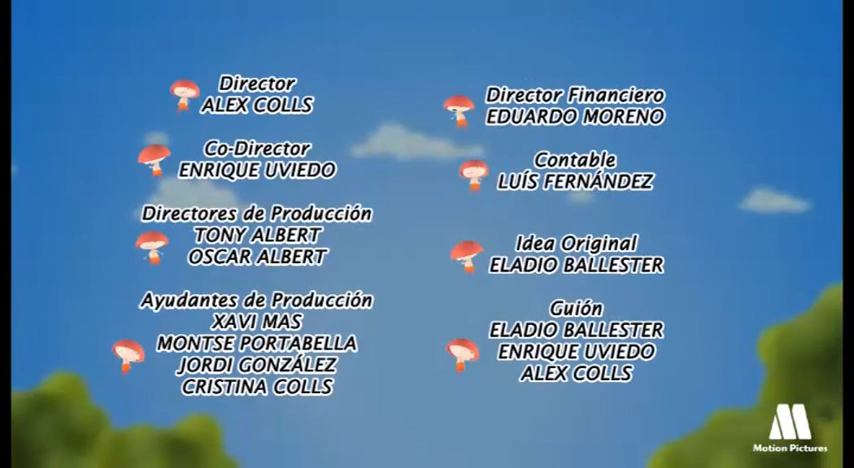 Director
ALEX COLLS
Co-Director
ENRIQUE UVIEDO
Directores de Producción
TONY ALBERT
OSCAR ALBERT
Ayudantes de Producción
XAVI MAS
MONTSE PORTABELLA
JORDI GONZÁLEZ
CRISTINA COLLS
Director Financiero
EDUARDO MORENO
Contable
LUÍS FERNÁNDEZ
Idea Original
ELADIO BALLESTER
Guión
ELADIO BALLESTER
ENRIQUE UVIEDO
ALEX COLLS
Motion Pictures